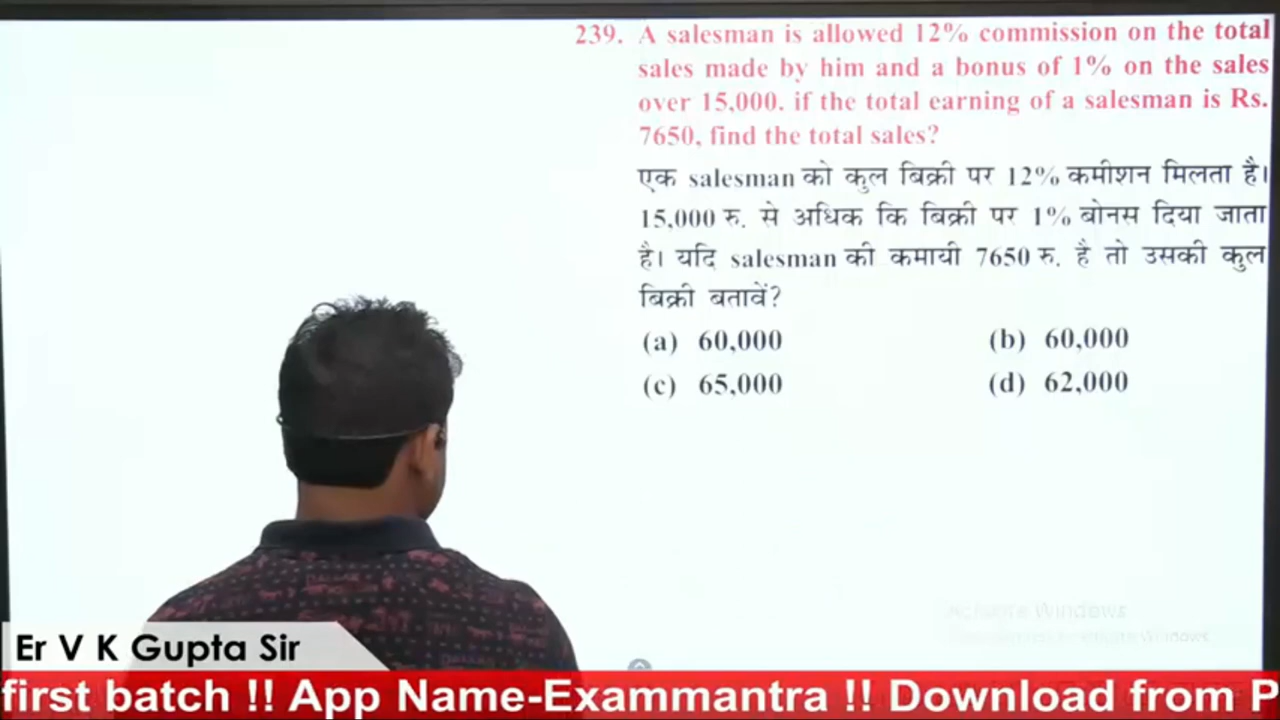 239. A salesman is allowed 12% commission on the total
sales made by him and a bonus of 1% on the sales
over 15,000. if the total earning of a salesman is Rs.
7650, find the total sales?
एक salesman को कुल बिक्री पर 12% कमीशन मिलता है।
15,000 रु. से अधिक कि बिक्री पर 1% बोनस दिया जाता
है। यदि salesman की कमायी 7650 रु. है तो उसकी कुल
बिक्री बतावें?
(a) 60,000 (b) 60,000
(c) 65,000 (d) 62,000
Activate Windows
Er V K Gupta Sir
first batch !! App Name-Exammantra !! Download from P